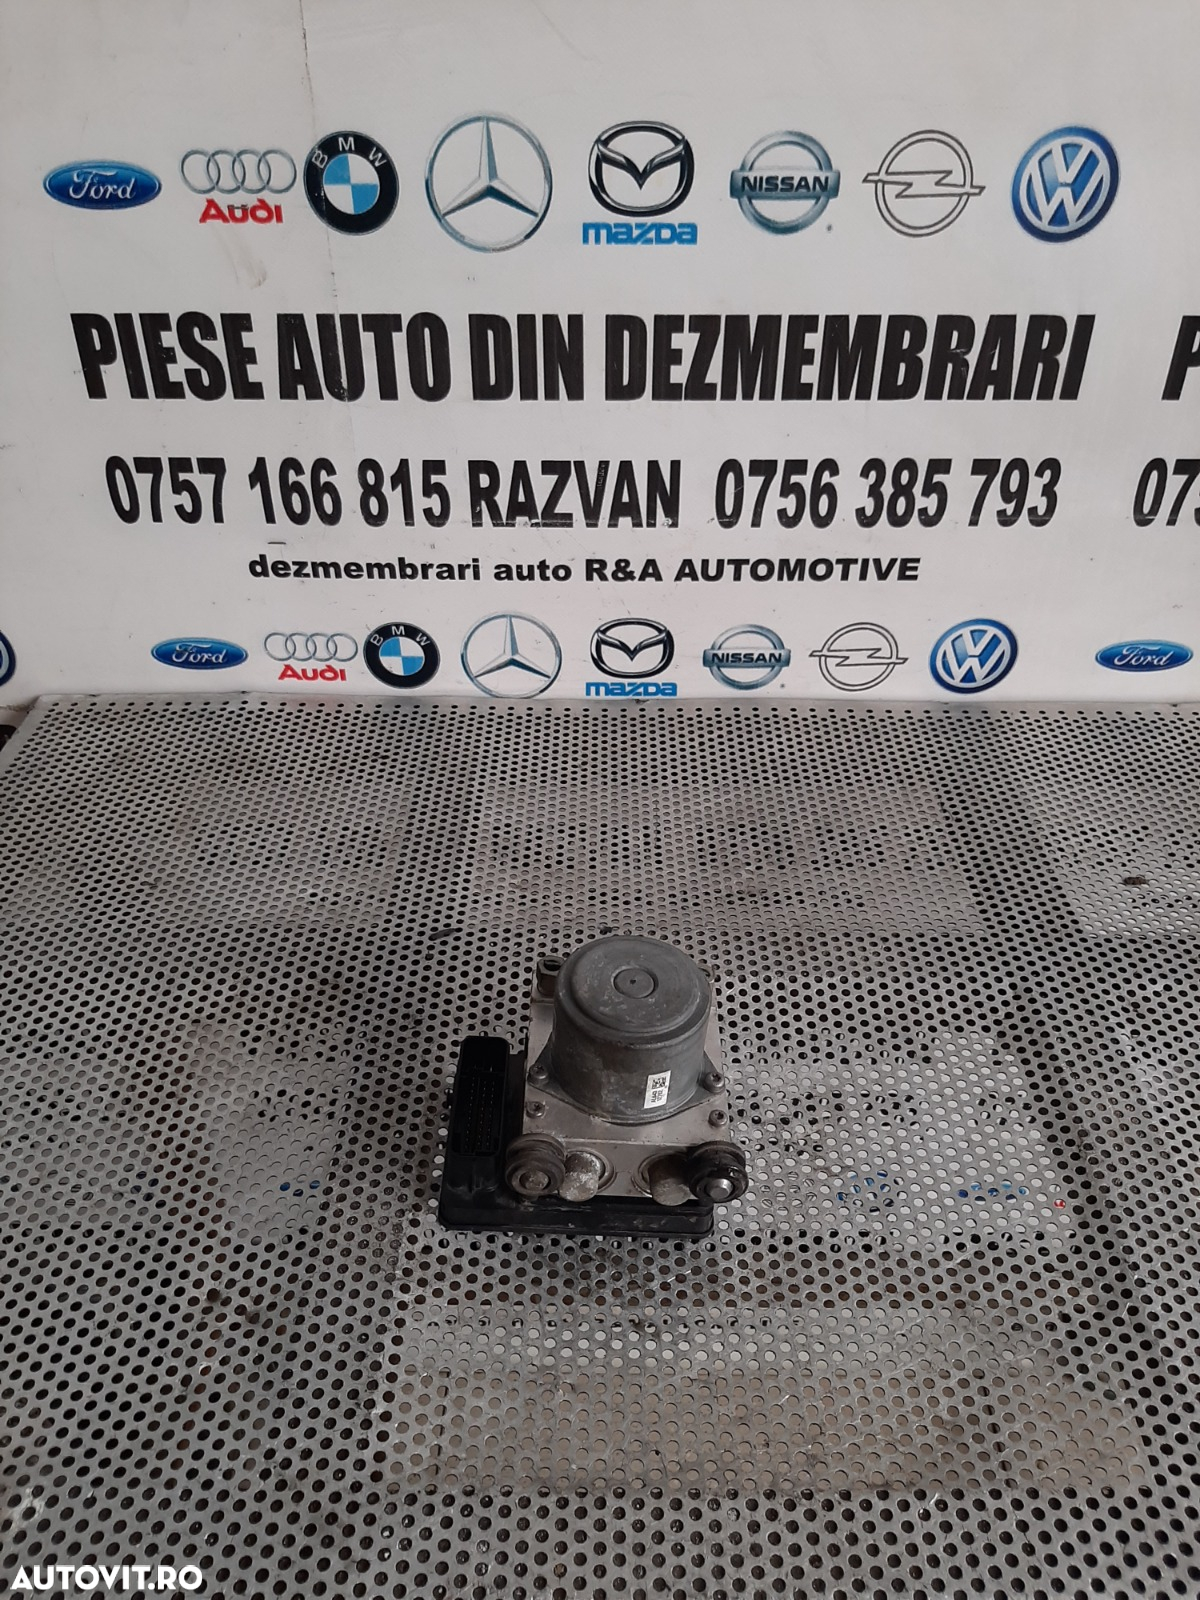 Ford Audi BMW mazda NISSAN
PIESE AUTO DIN DEZMEMBRARI P
0757 166 815 RAZVAN 0756 385 793 075
dezmembrari auto R&A AUTOMOTIVE
Ford Audi BMW mazda NISSAN Ford
AUTOVIT.RO